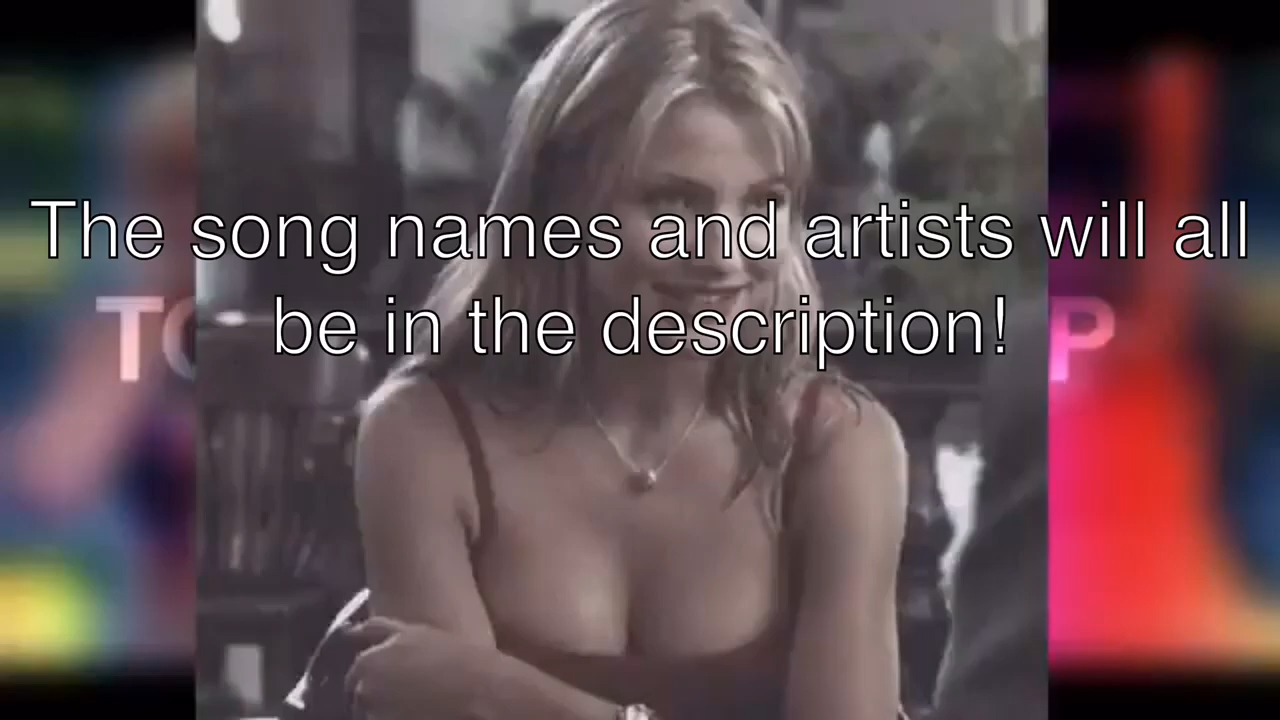 The song names and artists will all
be in the description!